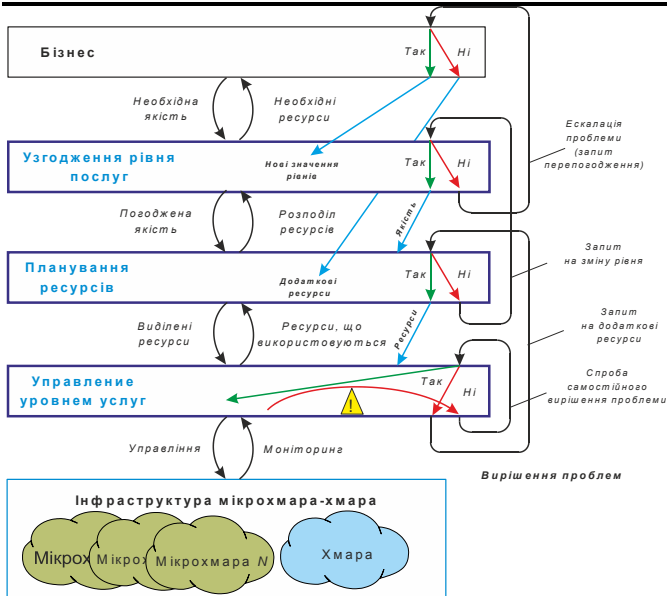 Бізнес
Так
Ні
Необхідна
якість
Необхідні
ресурси
Ескалація
проблеми
(запит
перепогодження)
Узгодження рівня
послуг
Нові значення
рівнів
Так
Ні
Погоджена
якість
Розподіл
ресурсів
Якість
Запит
на зміну рівня
Планування
ресурсів
Додаткові
ресурси
Так
Ні
Виділені
ресурси
Ресурси, що
використовуються
Ресурси
Запит
на додаткові
ресурси
Управление
уровнем услуг
!
Так
Ні
Спроба
самостійного
вирішення проблеми
Управління
Моніторинг
Вирішення проблем
Інфраструктура мікрохмара-хмара
Мікрохмара N
Хмара